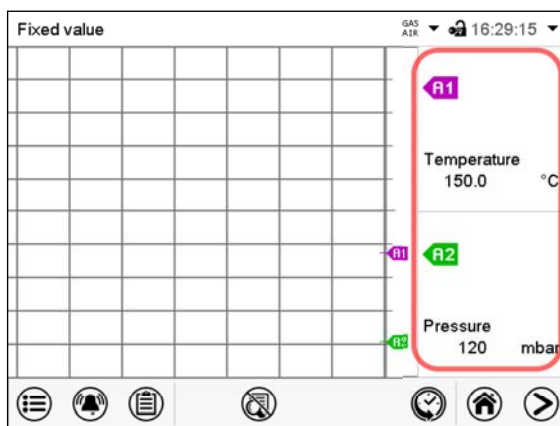 Fixed value
GAS
AIR
16:29:15
A1
Temperature
150.0 °C
A1
A2
Pressure
120 mbar
A2